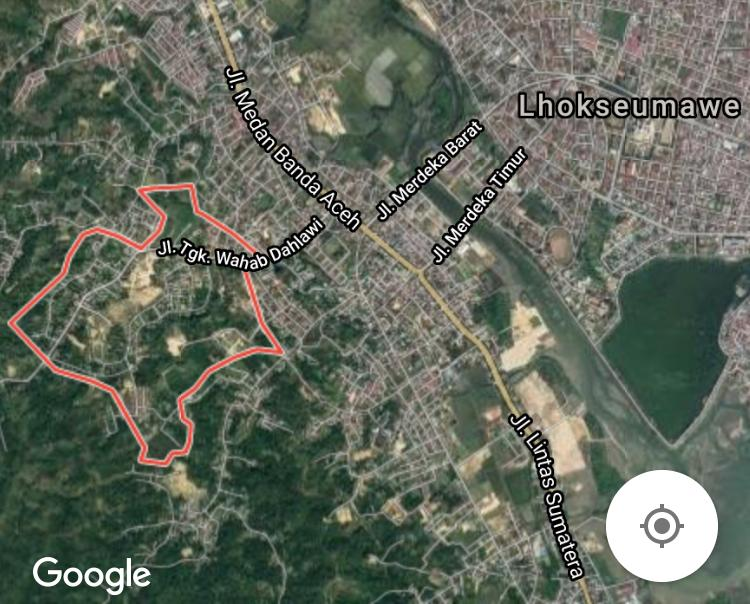 Jl. Medan Banda Aceh
Lhokseumawe
Jl. Merdeka Barat
Jl. Merdeka Timur
Jl. Tgk. Wahab Dahlawi
Jl. Lintas Sumatera
Google